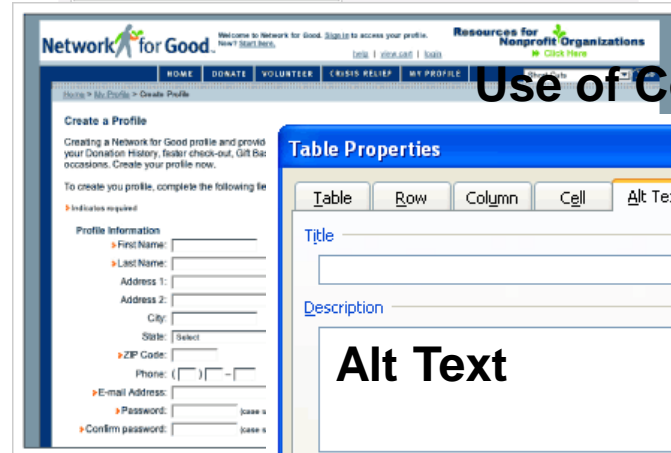 Network for Good
Welcome to Network for Good. Sign in to access your profile.
New? Start here.
help | view cart | login
Resources for
Nonprofit Organizations
Click Here
HOME DONATE VOLUNTEER CRISIS RELIEF MY PROFILE
Use of C
Home > My Profile > Create Profile
Create a Profile
Creating a Network for Good profile and provid
your Donation History, faster check-out, Gift Bas
occasions. Create your profile now.
To create you profile, complete the following fie
Indicates required
Profile Information
First Name:
Last Name:
Address 1:
Address 2:
City:
State: Select
ZIP Code:
Phone: ( ) -
E-mail Address:
Password: (case s
Confirm password: (case s
Table Properties
Table Row Column Cell Alt Te
Title
Description
Alt Text